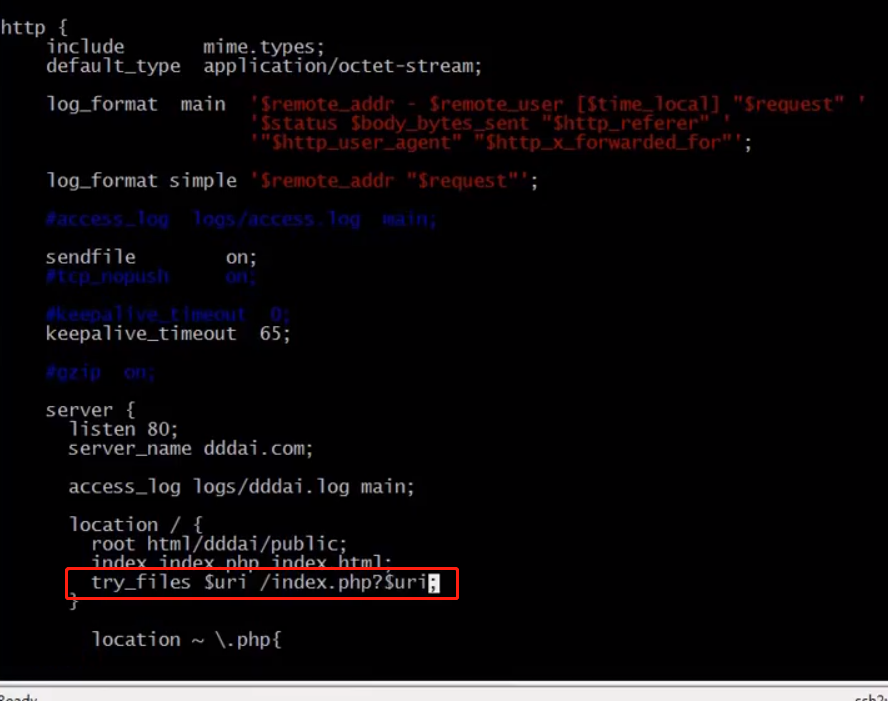 http {
include mime.types;
default_type application/octet-stream;
log_format main '$remote_addr - $remote_user [$time_local] "$request" '
'$status $body_bytes_sent "$http_referer" '
'"$http_user_agent" "$http_x_forwarded_for"';
log_format simple '$remote_addr "$request"';
#access_log logs/access.log main;
sendfile on;
#tcp_nopush on;
#keepalive_timeout 0;
keepalive_timeout 65;
#gzip on;
server {
listen 80;
server_name dddai.com;
access_log logs/dddai.log main;
location / {
root html/dddai/public;
index index.php index.html;
try_files $uri /index.php?$uri;
}
location ~ \.php{
Ready